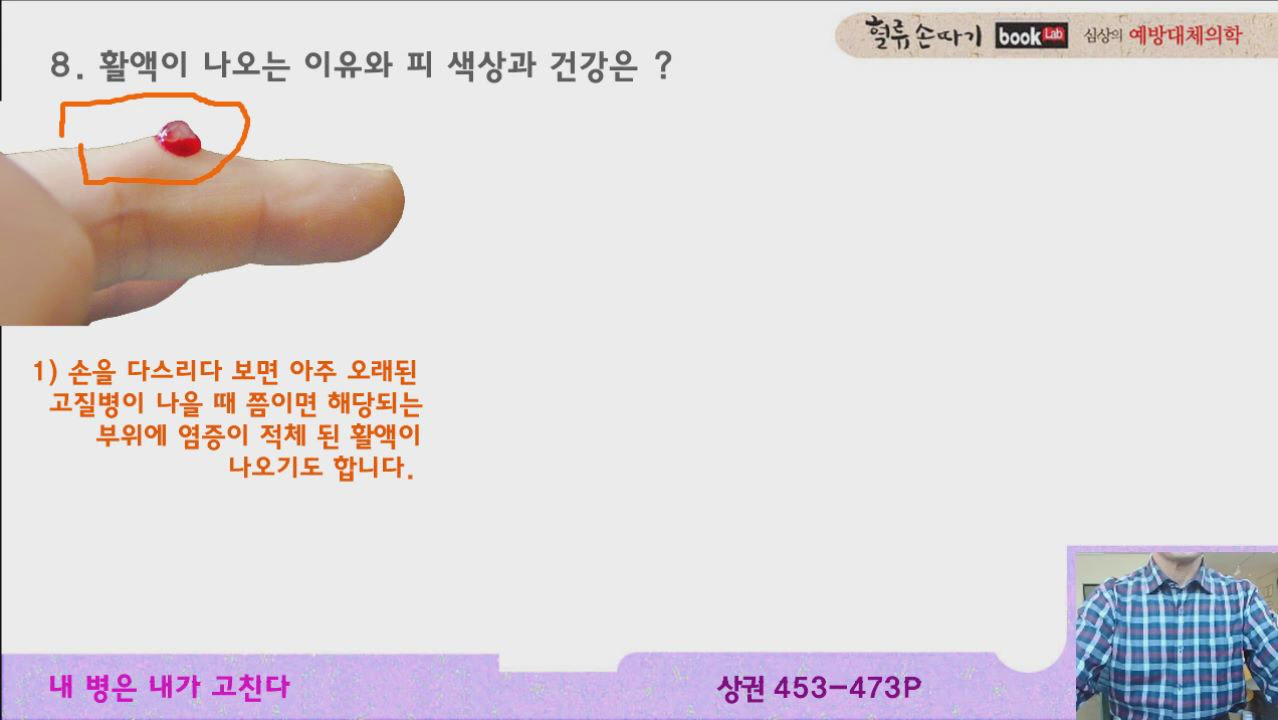 혈류 손따기 book Lab 심상의 예방대체의학
8. 활액이 나오는 이유와 피 색상과 건강은 ?
1) 손을 다스리다 보면 아주 오래된
고질병이 나을 때 쯤이면 해당되는
부위에 염증이 적체 된 활액이
나오기도 합니다.
내 병은 내가 고친다
상권 453-473P